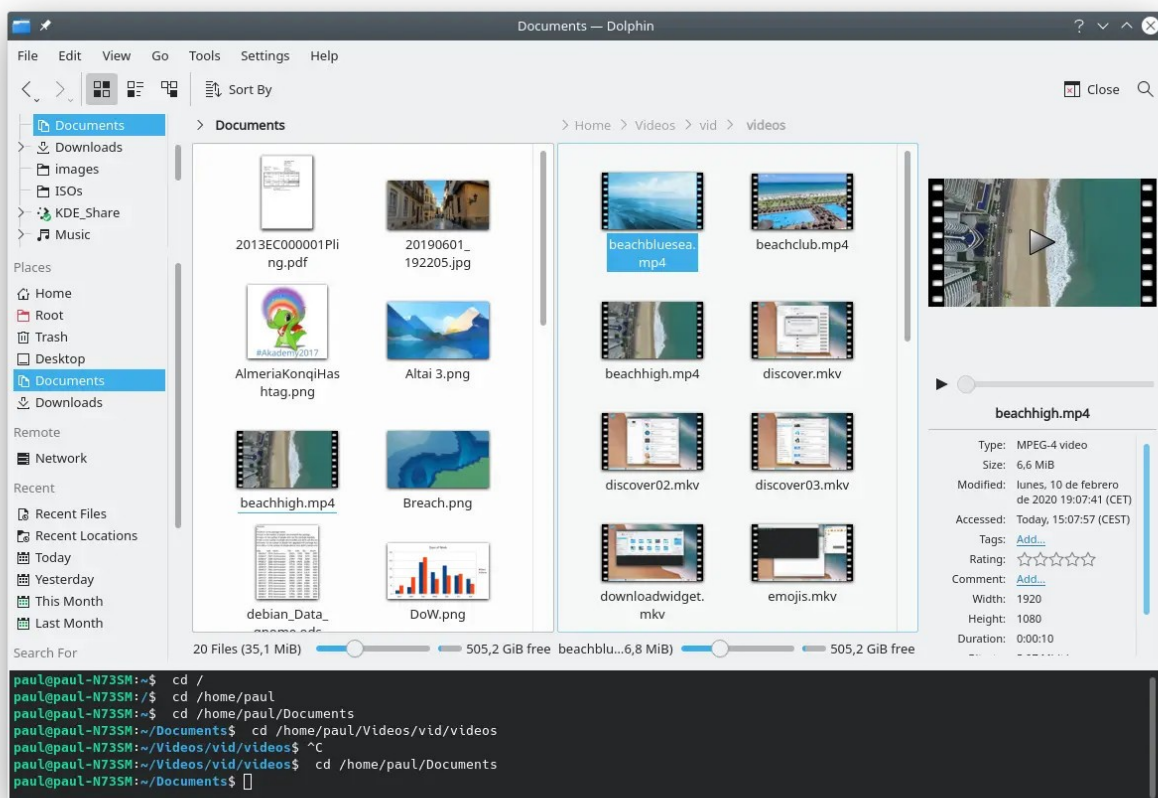 Documents — Dolphin
File Edit View Go Tools Settings Help
Sort By
Close
Documents
Downloads
images
ISOs
KDE_Share
Music
Places
Home
Root
Trash
Desktop
Documents
Downloads
Remote
Network
Recent
Recent Files
Recent Locations
Today
Yesterday
This Month
Last Month
Search For
Documents
2013EC000001Pli
ng.pdf
20190601_
192205.jpg
#Akademy2017
AlmeriaKonqiHas
htag.png
Altai 3.png
beachhigh.mp4
Breach.png
debian_Data_
gnome.ods
DoW.png
20 Files (35,1 MiB)
505,2 GiB free
Home > Videos > vid > videos
beachbluesea.
mp4
beachclub.mp4
beachhigh.mp4
discover.mkv
discover02.mkv
discover03.mkv
downloadwidget.
mkv
emojis.mkv
beachblu...6,8 MiB)
505,2 GiB free
beachhigh.mp4
Type: MPEG-4 video
Size: 6,6 MiB
Modified: lunes, 10 de febrero
de 2020 19:07:41 (CET)
Accessed: Today, 15:07:57 (CEST)
Tags: Add...
Rating:
Comment: Add...
Width: 1920
Height: 1080
Duration: 0:00:10
paul@paul-N73SM:~$ cd /
paul@paul-N73SM:/$ cd /home/paul
paul@paul-N73SM:~$ cd /home/paul/Documents
paul@paul-N73SM:~/Documents$ cd /home/paul/Videos/vid/videos
paul@paul-N73SM:~/Videos/vid/videos$ ^C
paul@paul-N73SM:~/Videos/vid/videos$ cd /home/paul/Documents
paul@paul-N73SM:~/Documents$